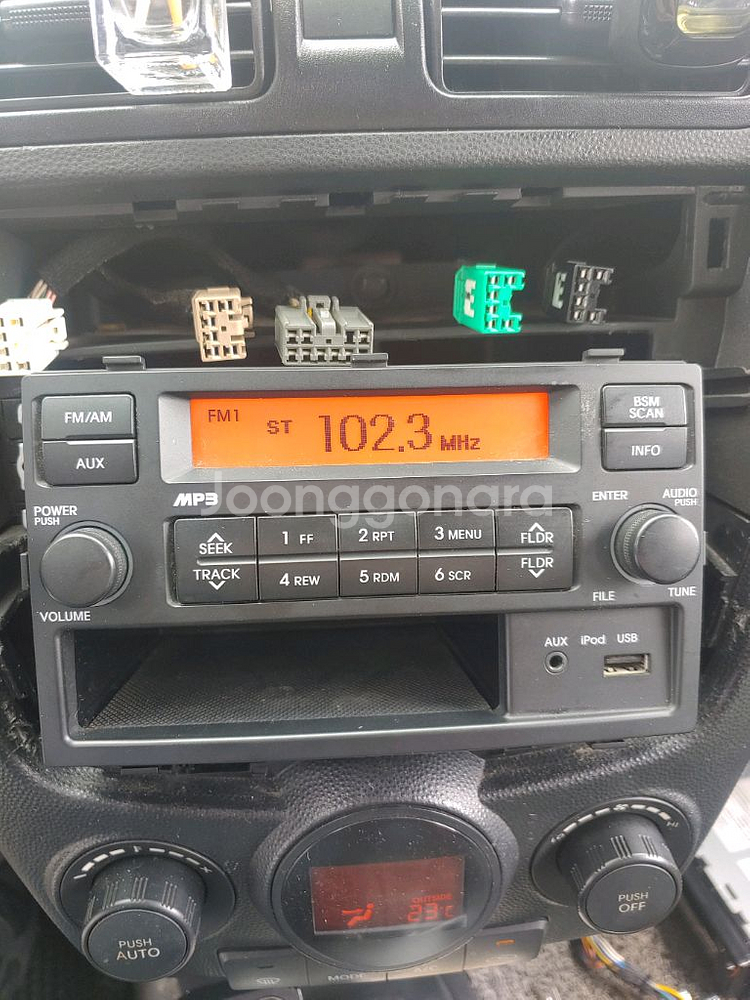 FM1 ST 102.3 MHz
FM/AM
AUX
BSM SCAN
INFO
MP3
Joonggonara
POWER PUSH
VOLUME
SEEK
TRACK
1 FF
2 RPT
3 MENU
4 REW
5 RDM
6 SCR
FLDR
FLDR
ENTER
AUDIO PUSH
FILE
TUNE
AUX iPod USB
PUSH AUTO
OUTSIDE
23°C
PUSH OFF
MODE